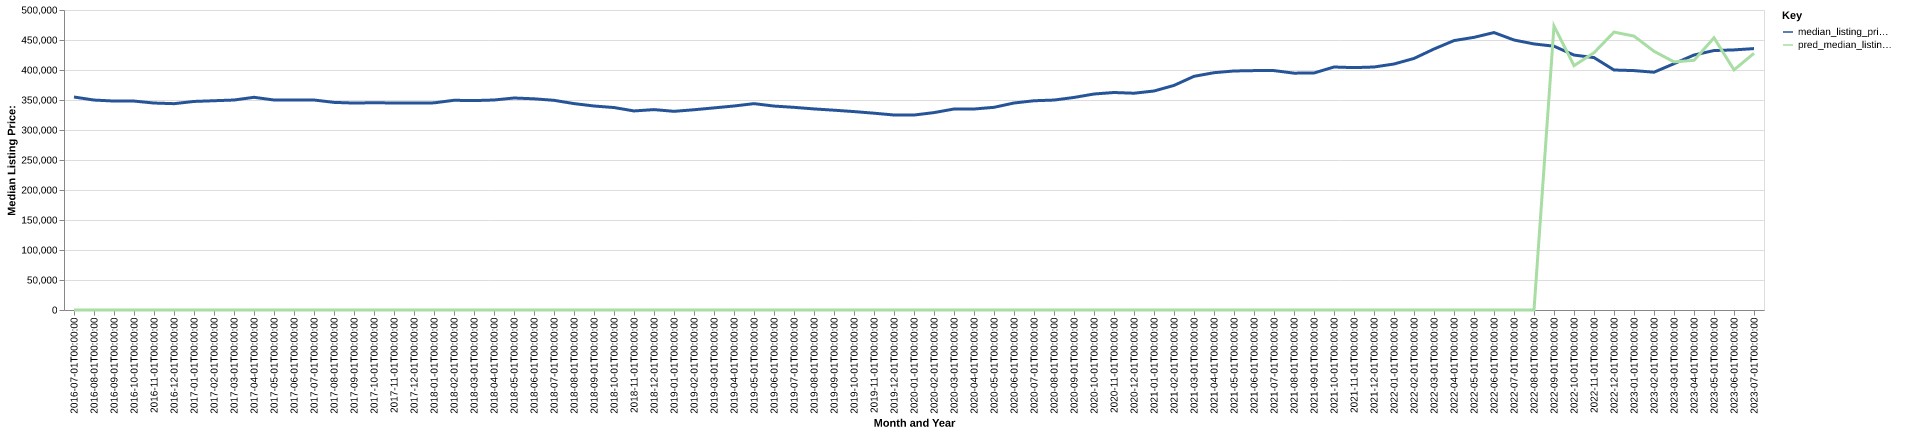 500,000
450,000
400,000
350,000
300,000
250,000
200,000
150,000
100,000
50,000
0
Median Listing Price:
2016-07-01T00:00:00
2016-08-01T00:00:00
2016-09-01T00:00:00
2016-10-01T00:00:00
2016-11-01T00:00:00
2016-12-01T00:00:00
2017-01-01T00:00:00
2017-02-01T00:00:00
2017-03-01T00:00:00
2017-04-01T00:00:00
2017-05-01T00:00:00
2017-06-01T00:00:00
2017-07-01T00:00:00
2017-08-01T00:00:00
2017-09-01T00:00:00
2017-10-01T00:00:00
2017-11-01T00:00:00
2017-12-01T00:00:00
2018-01-01T00:00:00
2018-02-01T00:00:00
2018-03-01T00:00:00
2018-04-01T00:00:00
2018-05-01T00:00:00
2018-06-01T00:00:00
2018-07-01T00:00:00
2018-08-01T00:00:00
2018-09-01T00:00:00
2018-10-01T00:00:00
2018-11-01T00:00:00
2018-12-01T00:00:00
2019-01-01T00:00:00
2019-02-01T00:00:00
2019-03-01T00:00:00
2019-04-01T00:00:00
2019-05-01T00:00:00
2019-06-01T00:00:00
2019-07-01T00:00:00
2019-08-01T00:00:00
2019-09-01T00:00:00
2019-10-01T00:00:00
2019-11-01T00:00:00
2019-12-01T00:00:00
2020-01-01T00:00:00
2020-02-01T00:00:00
2020-03-01T00:00:00
2020-04-01T00:00:00
2020-05-01T00:00:00
2020-06-01T00:00:00
2020-07-01T00:00:00
2020-08-01T00:00:00
2020-09-01T00:00:00
2020-10-01T00:00:00
2020-11-01T00:00:00
2020-12-01T00:00:00
2021-01-01T00:00:00
2021-02-01T00:00:00
2021-03-01T00:00:00
2021-04-01T00:00:00
2021-05-01T00:00:00
2021-06-01T00:00:00
2021-07-01T00:00:00
2021-08-01T00:00:00
2021-09-01T00:00:00
2021-10-01T00:00:00
2021-11-01T00:00:00
2021-12-01T00:00:00
2022-01-01T00:00:00
2022-02-01T00:00:00
2022-03-01T00:00:00
2022-04-01T00:00:00
2022-05-01T00:00:00
2022-06-01T00:00:00
2022-07-01T00:00:00
2022-08-01T00:00:00
2022-09-01T00:00:00
2022-10-01T00:00:00
2022-11-01T00:00:00
2022-12-01T00:00:00
2023-01-01T00:00:00
2023-02-01T00:00:00
2023-03-01T00:00:00
2023-04-01T00:00:00
2023-05-01T00:00:00
2023-06-01T00:00:00
2023-07-01T00:00:00
Month and Year
Key
median_listing_pri…
pred_median_listin…